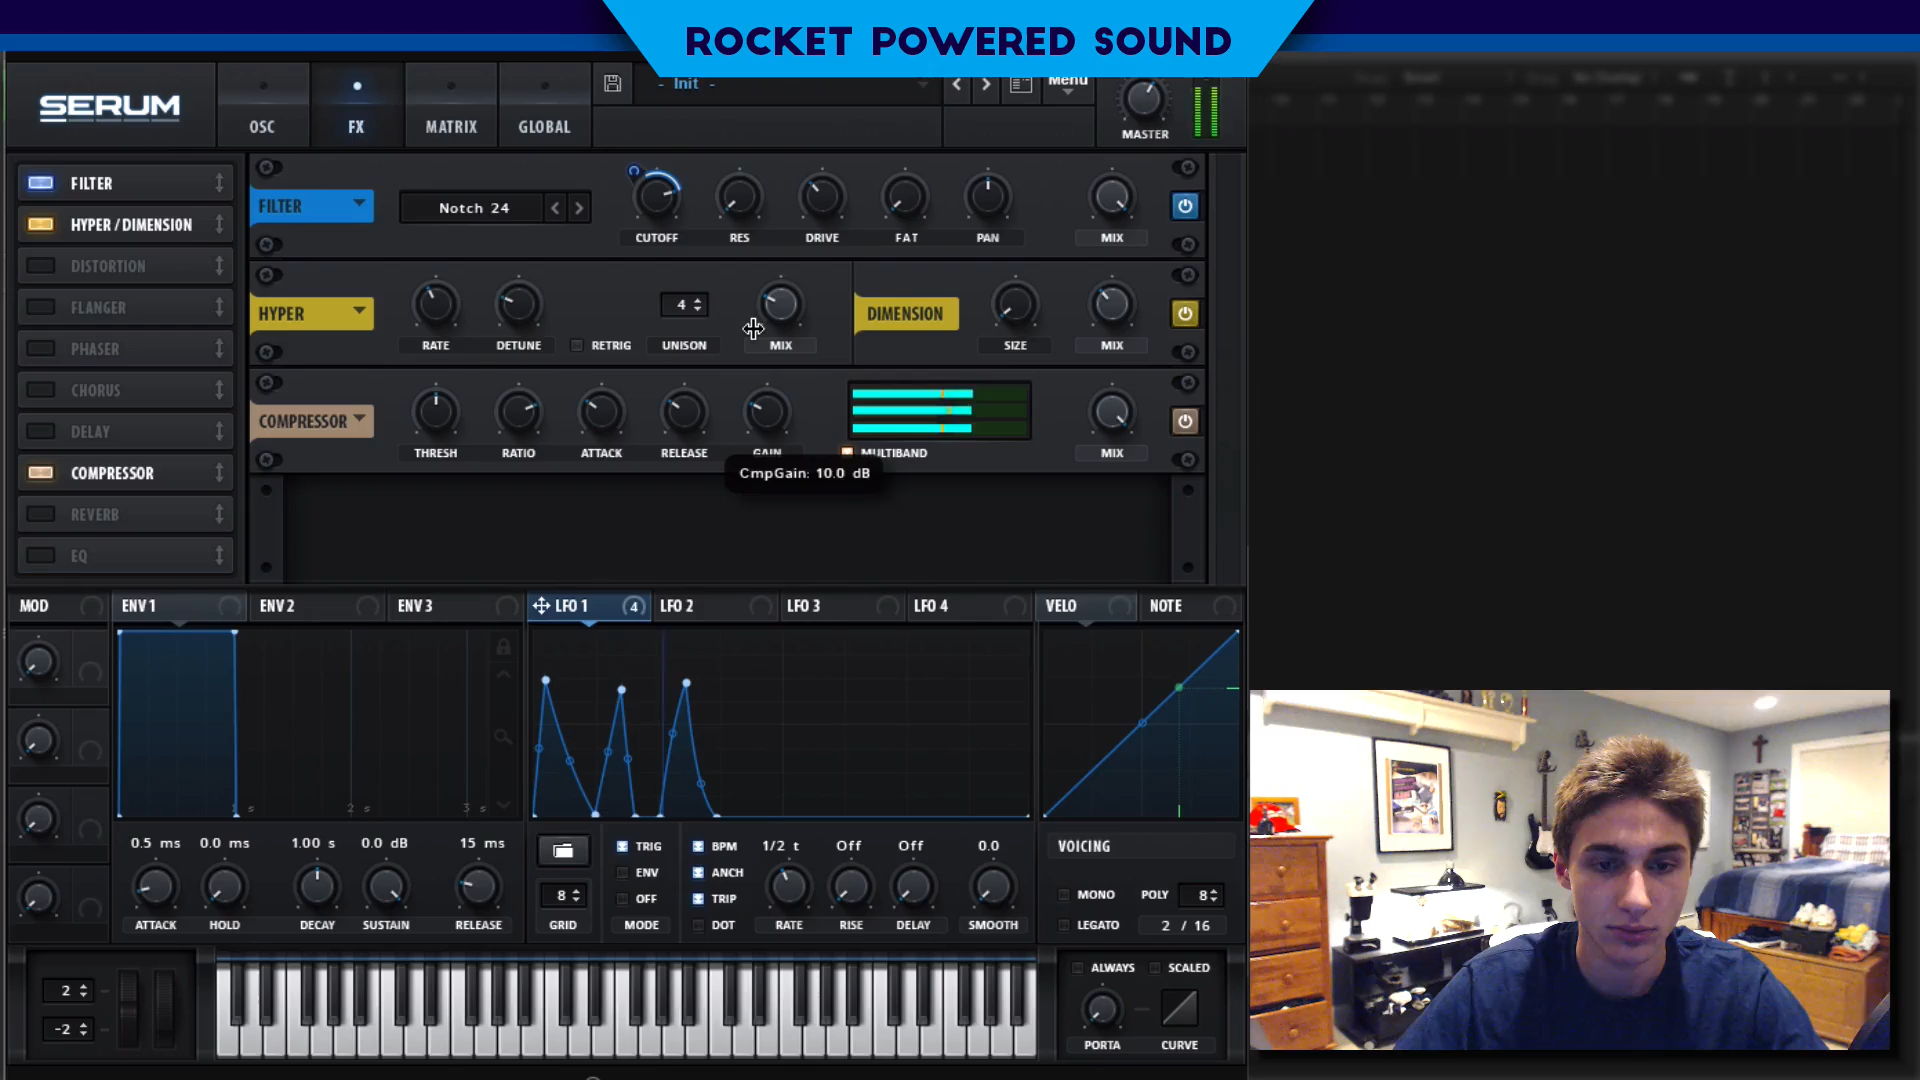 ROCKET POWERED SOUND
SERUM
OSC
FX
MATRIX
GLOBAL
- Init -
Menu
MASTER
FILTER
HYPER / DIMENSION
DISTORTION
FLANGER
PHASER
CHORUS
DELAY
COMPRESSOR
REVERB
EQ
FILTER
Notch 24
CUTOFF RES DRIVE FAT PAN MIX
HYPER
4
DIMENSION
RATE DETUNE RETRIG UNISON MIX SIZE MIX
COMPRESSOR
THRESH RATIO ATTACK RELEASE GAIN MULTIBAND MIX
CmpGain: 10.0 dB
MOD ENV 1 ENV 2 ENV 3 LFO 1 4 LFO 2 LFO 3 LFO 4 VELO NOTE
s 2 s 3 s
0.5 ms 0.0 ms 1.00 s 0.0 dB 15 ms
ATTACK HOLD DECAY SUSTAIN RELEASE
8
GRID
TRIG
ENV
OFF
MODE
BPM
ANCH
TRIP
DOT
1/2 t Off Off 0.0
RATE RISE DELAY SMOOTH
VOICING
MONO POLY 8
LEGATO 2 / 16
2
-2
ALWAYS SCALED
PORTA CURVE